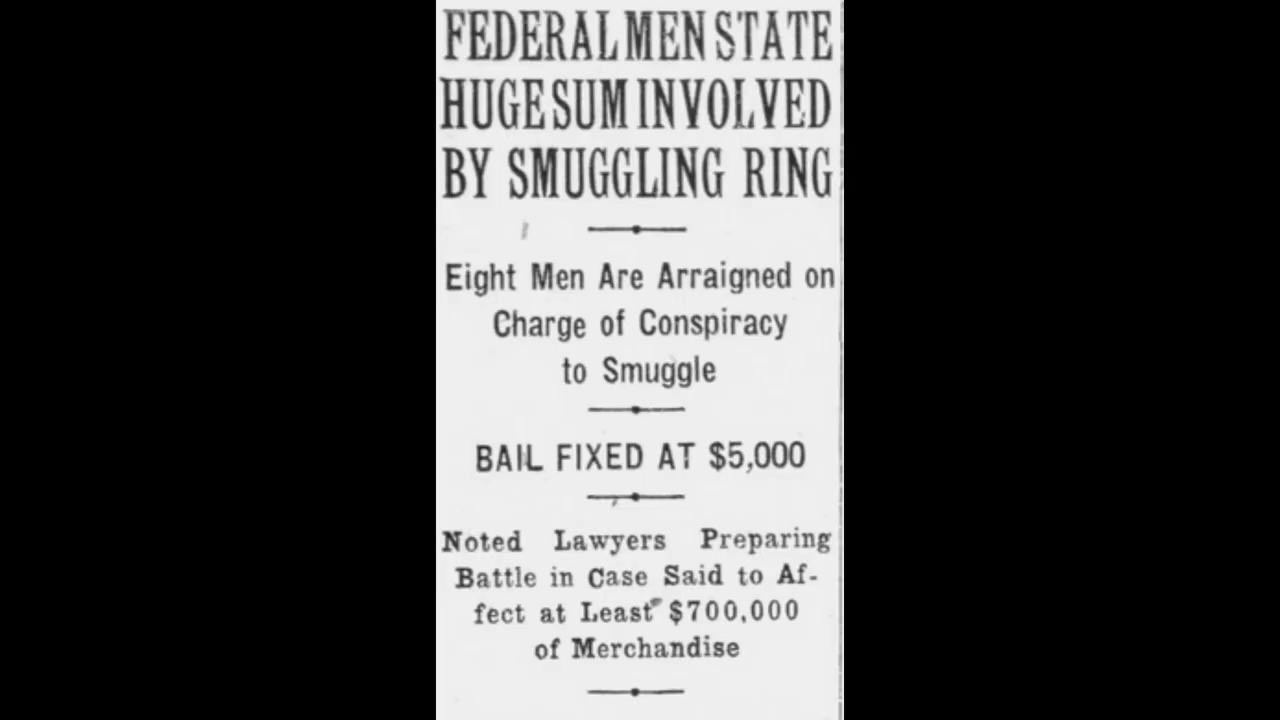 FEDERAL MEN STATE
HUGE SUM INVOLVED
BY SMUGGLING RING
Eight Men Are Arraigned on
Charge of Conspiracy
to Smuggle
BAIL FIXED AT $5,000
Noted Lawyers Preparing
Battle in Case Said to Af-
fect at Least $700,000
of Merchandise